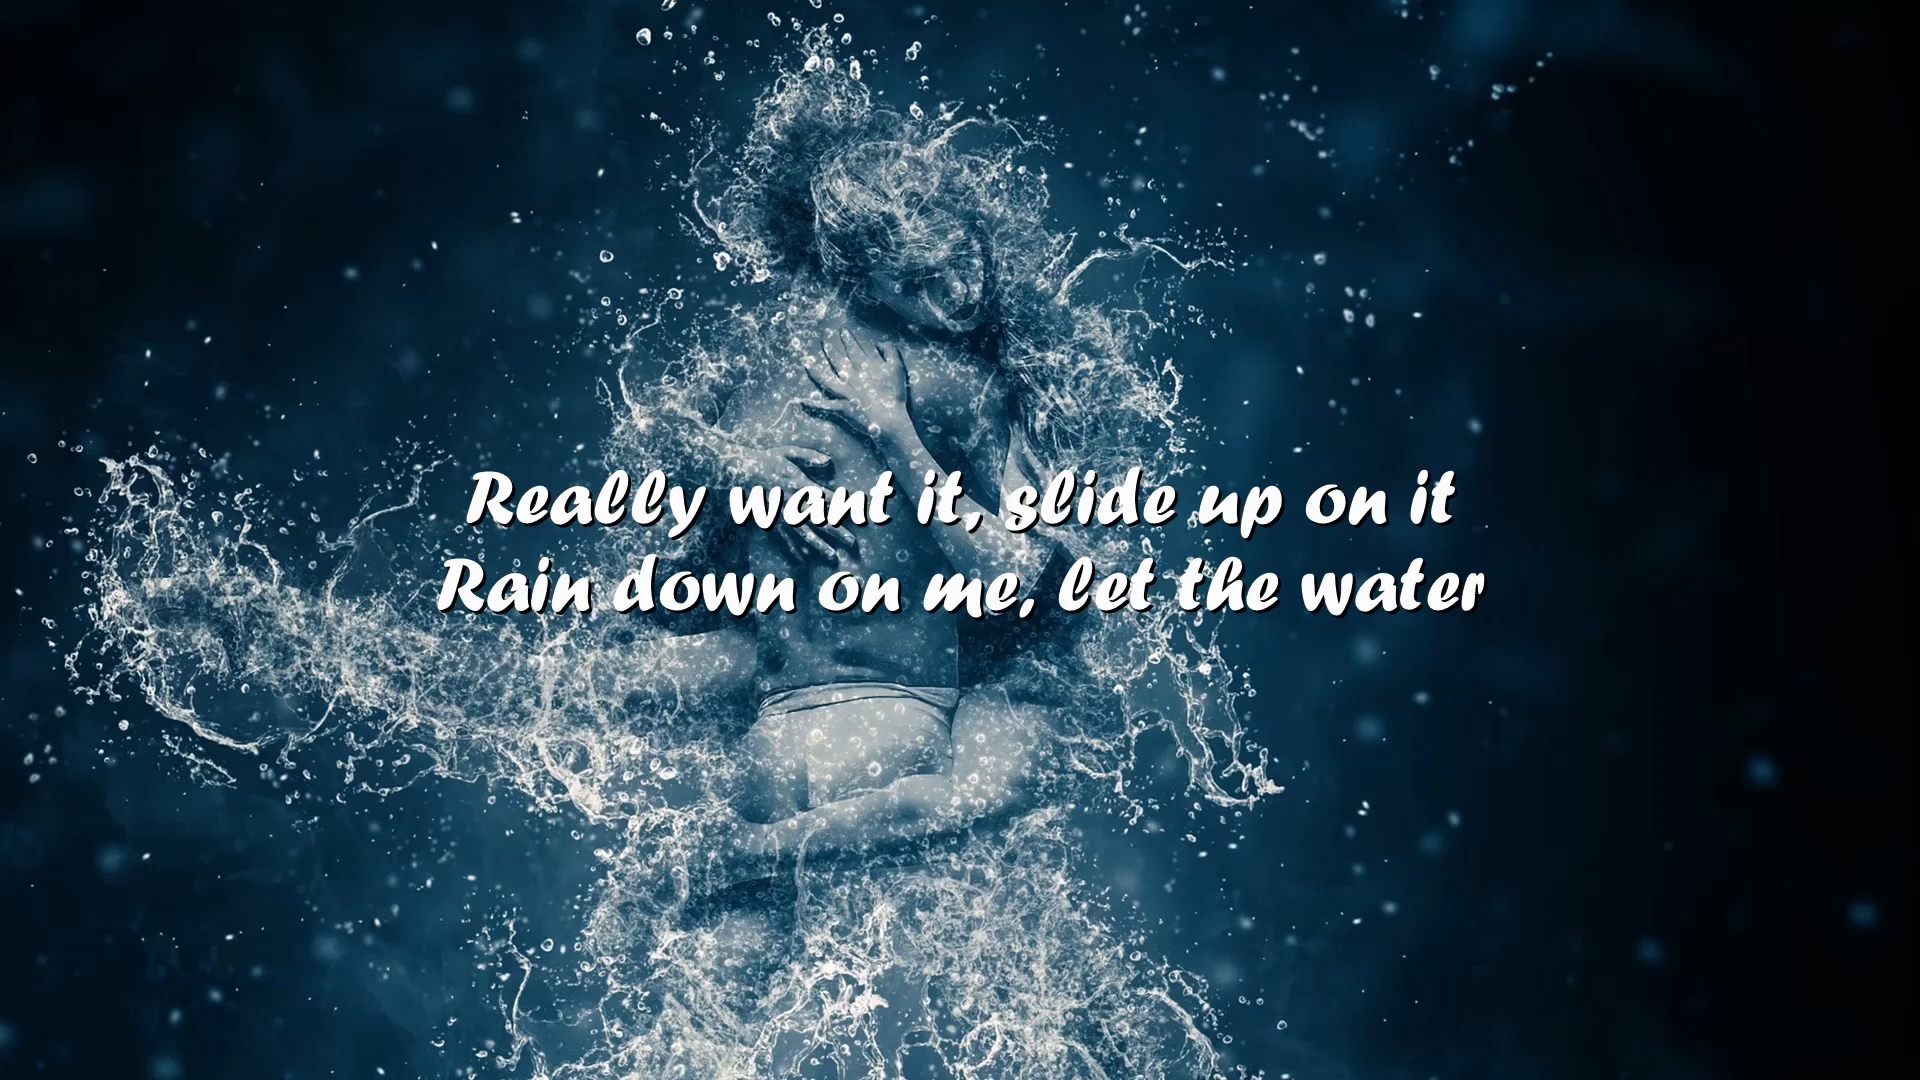 Really want it, slide up on it
Rain down on me, let the water